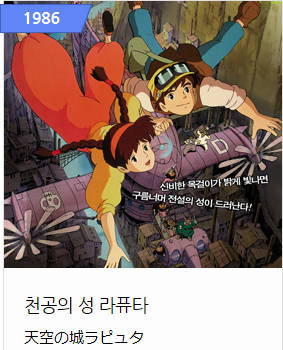 1986
신비한 목걸이가 밝게 빛나면
구름너머 전설의 성이 드러난다!
천공의 성 라퓨타
天空の城ラピュタ